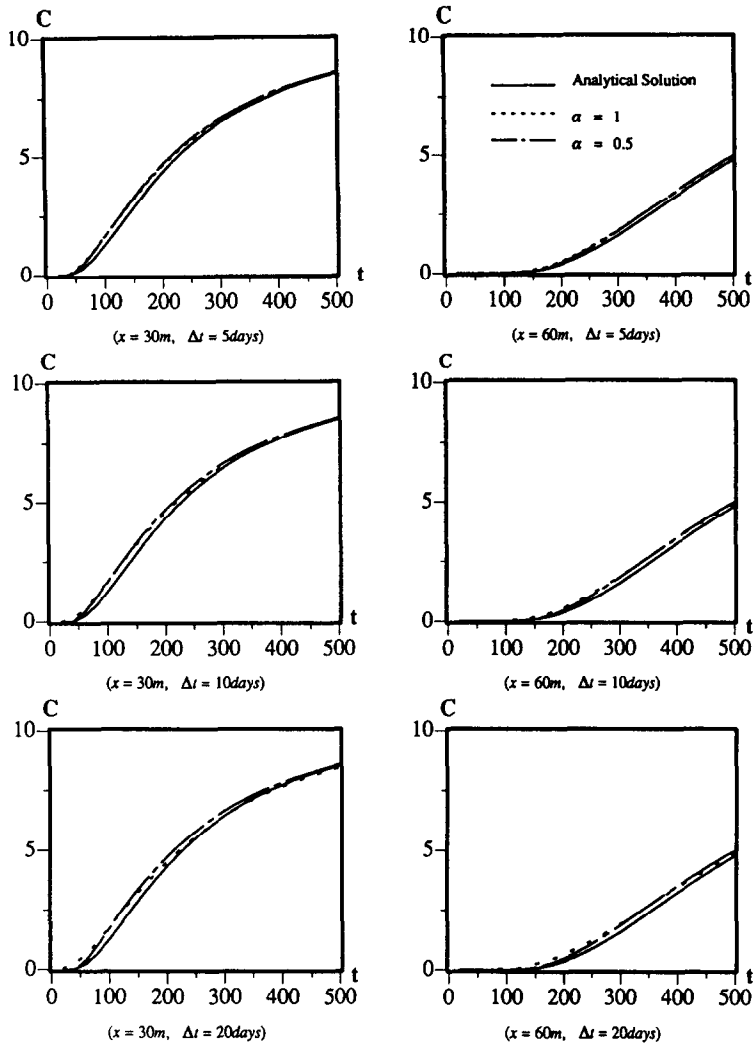 C
10
5
0
0 100 200 300 400 500 t
(x = 30m, Δt = 5days)
C
10
5
0
Analytical Solution
α = 1
α = 0.5
0 100 200 300 400 500 t
(x = 60m, Δt = 5days)
C
10
5
0
0 100 200 300 400 500 t
(x = 30m, Δt = 10days)
C
10
5
0
0 100 200 300 400 500 t
(x = 60m, Δt = 10days)
C
10
5
0
0 100 200 300 400 500 t
(x = 30m, Δt = 20days)
C
10
5
0
0 100 200 300 400 500 t
(x = 60m, Δt = 20days)